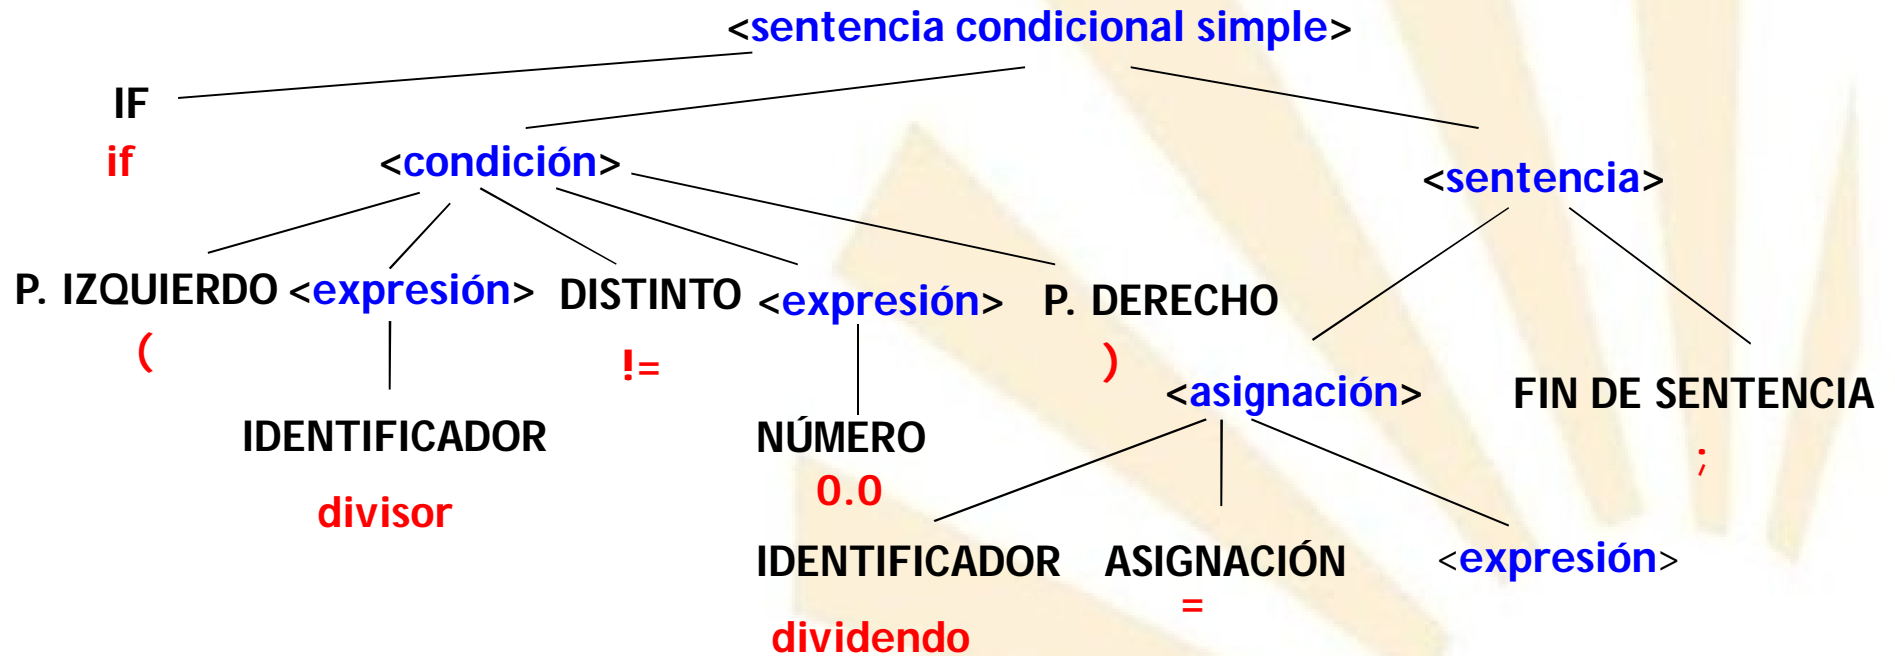 <sentencia condicional simple>
IF
if
<condición>
<sentencia>
P. IZQUIERDO <expresión> DISTINTO <expresión> P. DERECHO
( != )
<asignación> FIN DE SENTENCIA
;
IDENTIFICADOR NÚMERO
0.0
divisor
IDENTIFICADOR ASIGNACIÓN <expresión>
=
dividendo